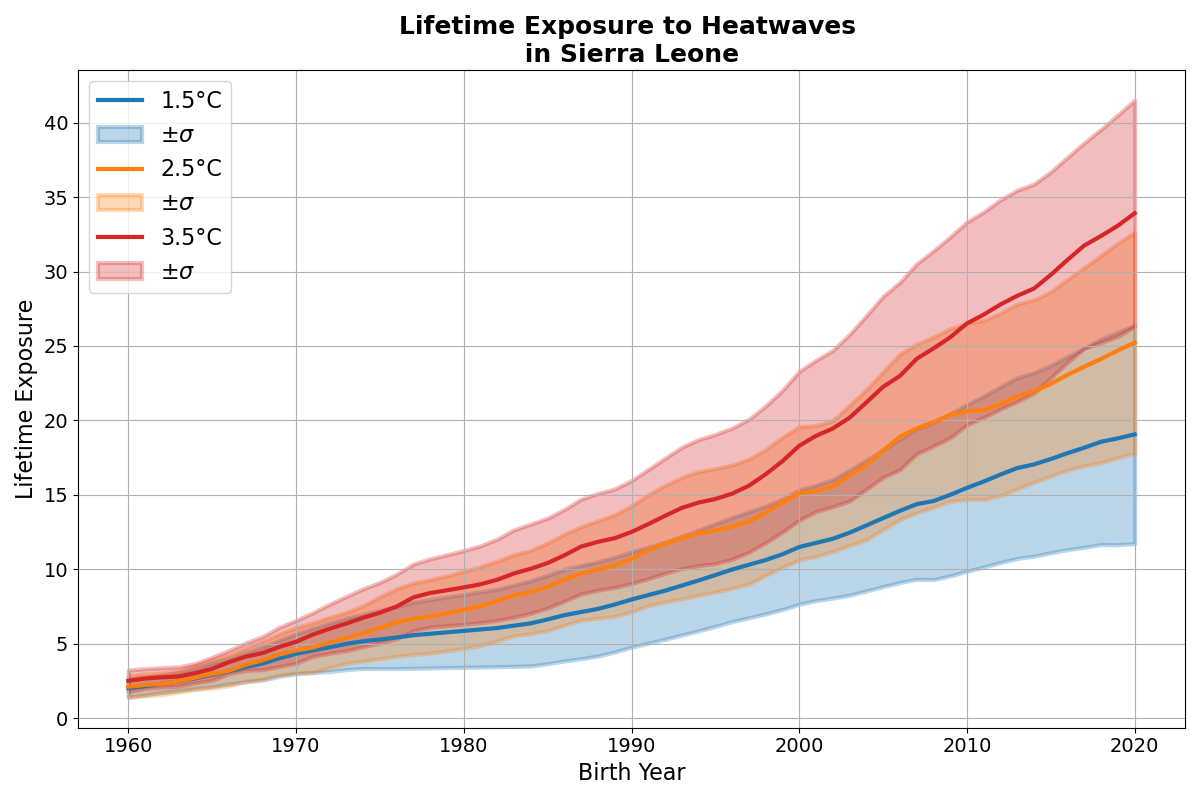 Lifetime Exposure to Heatwaves
in Sierra Leone
1.5°C
±σ
2.5°C
±σ
3.5°C
±σ
Lifetime Exposure
40
35
30
25
20
15
10
5
0
1960 1970 1980 1990 2000 2010 2020
Birth Year